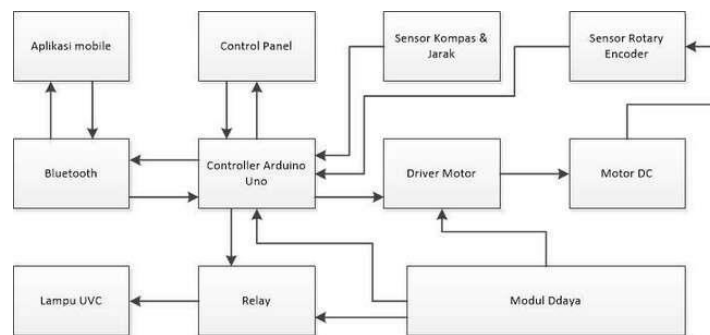 Aplikasi mobile
Control Panel
Sensor Kompas &
Jarak
Sensor Rotary
Encoder
Bluetooth
Controller Arduino
Uno
Driver Motor
Motor DC
Lampu UVC
Relay
Modul Ddaya